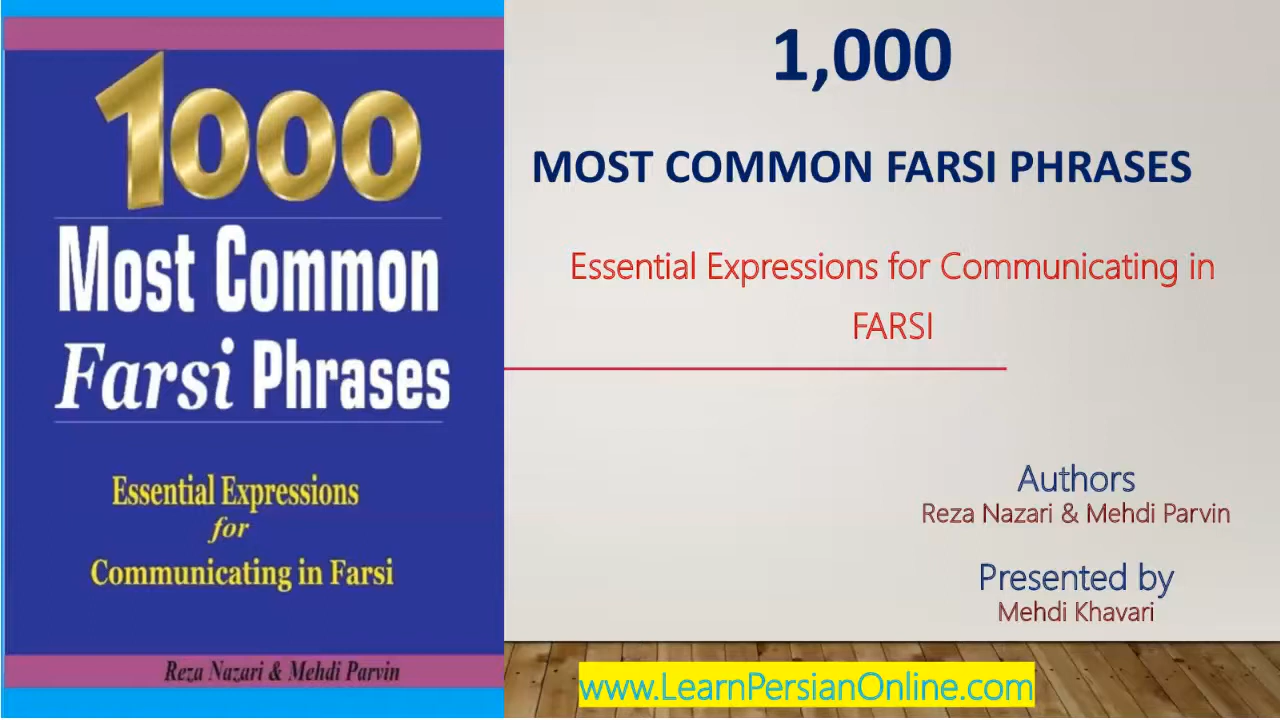 1000
Most Common
Farsi Phrases
Essential Expressions
for
Communicating in Farsi
Reza Nazari & Mehdi Parvin
1,000
MOST COMMON FARSI PHRASES
Essential Expressions for Communicating in
FARSI
Authors
Reza Nazari & Mehdi Parvin
Presented by
Mehdi Khavari
www.LearnPersianOnline.com